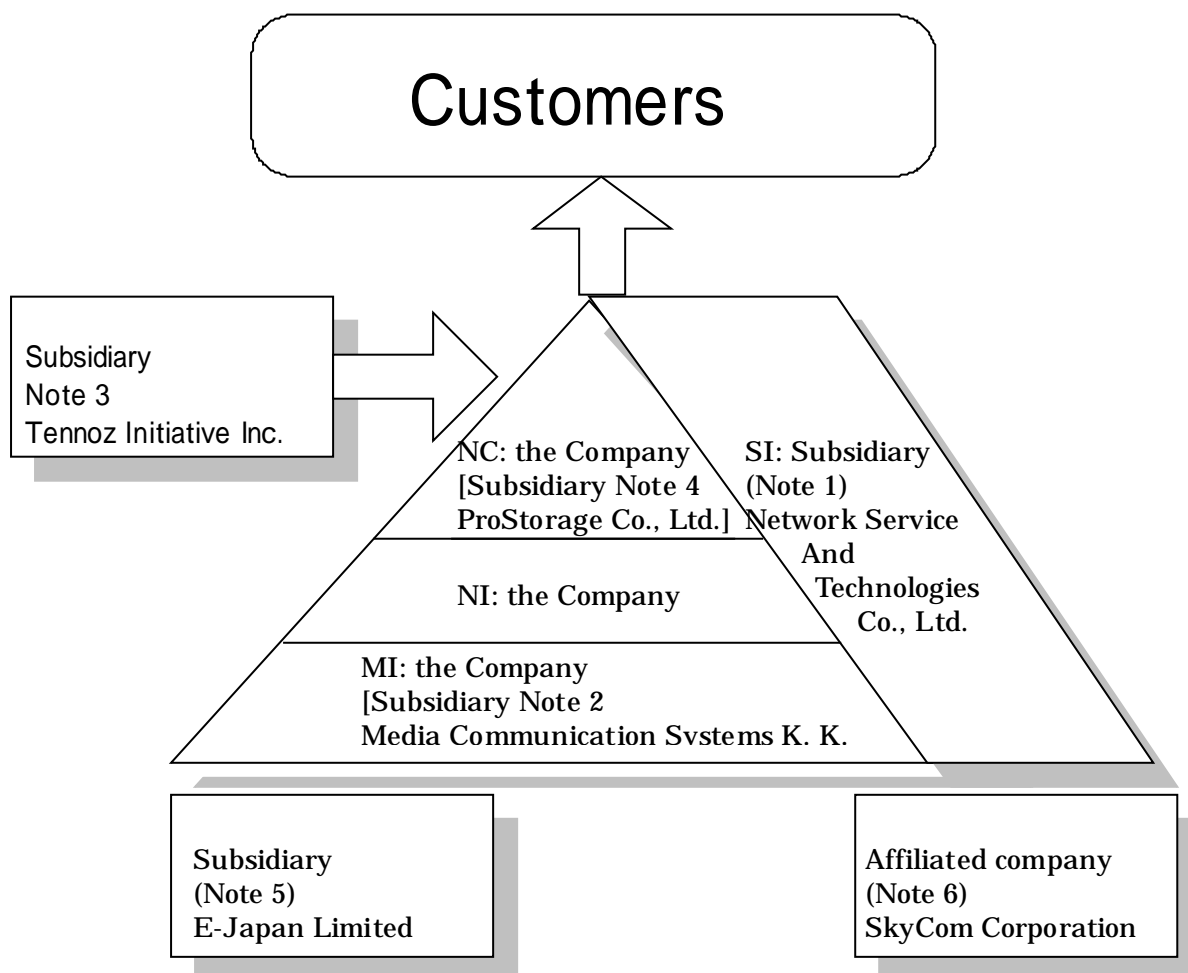 Customers
Subsidiary
Note 3
Tennoz Initiative Inc.
NC: the Company
[Subsidiary Note 4
ProStorage Co., Ltd.]
SI: Subsidiary
(Note 1)
Network Service
And
Technologies
Co., Ltd.
NI: the Company
MI: the Company
[Subsidiary Note 2
Media Communication Systems K. K.
Subsidiary
(Note 5)
E-Japan Limited
Affiliated company
(Note 6)
SkyCom Corporation